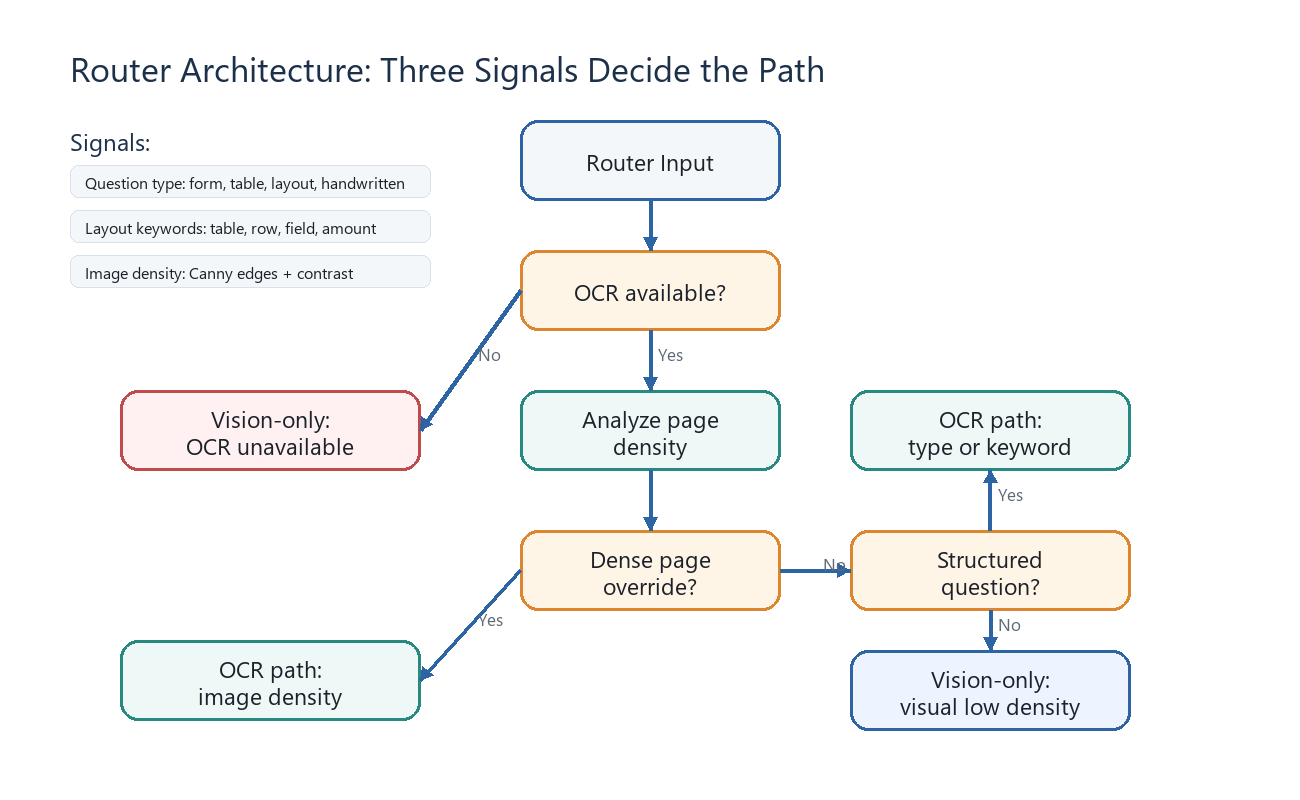 Router Architecture: Three Signals Decide the Path
Signals:
Question type: form, table, layout, handwritten
Layout keywords: table, row, field, amount
Image density: Canny edges + contrast
Router Input
OCR available?
No
Yes
Vision-only:
OCR unavailable
Analyze page
density
OCR path:
type or keyword
Yes
Dense page
override?
No
Structured
question?
Yes
No
OCR path:
image density
Vision-only:
visual low density